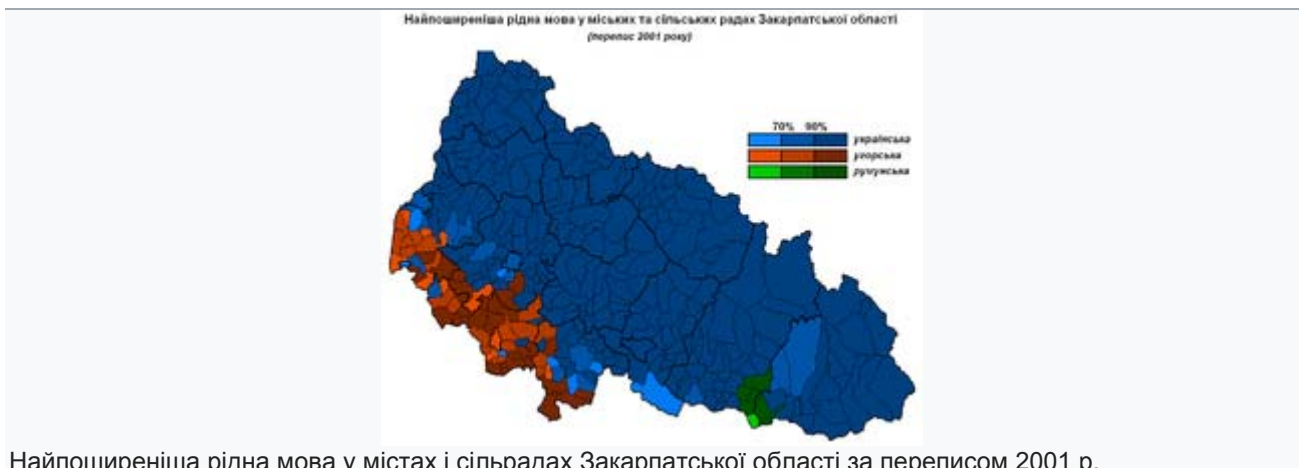 Найпоширеніша рідна мова у міських та сільських радах Закарпатської області
(перепис 2001 року)
70% 90%
українська
угорська
румунська
Найпоширеніша рідна мова у містах і сільрадах Закарпатської області за переписом 2001 р.